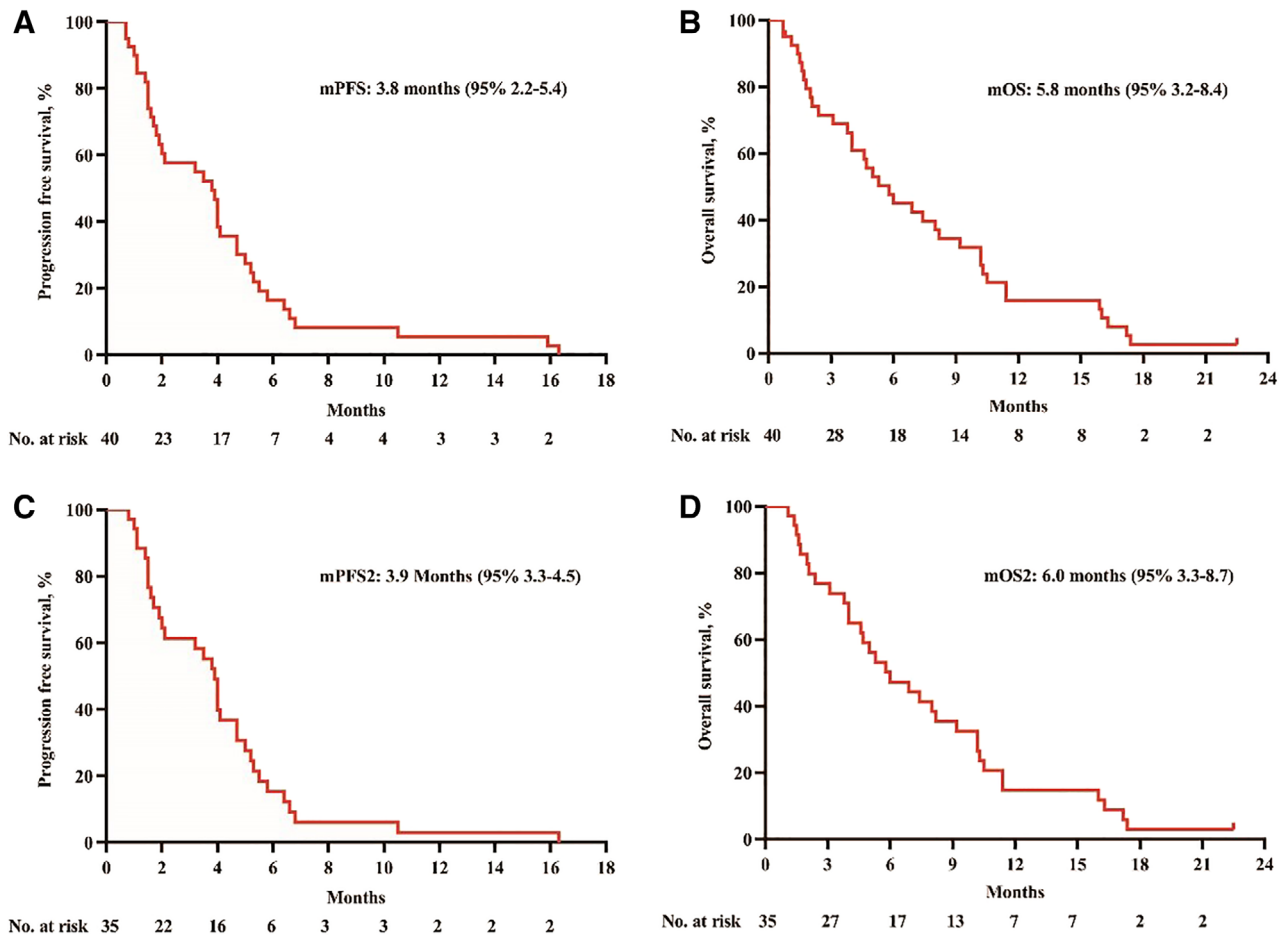 A
Progression free survival, %
100
80
60
40
20
0
mPFS: 3.8 months (95% 2.2-5.4)
0 2 4 6 8 10 12 14 16 18
Months
No. at risk 40 23 17 7 4 4 3 3 2
B
Overall survival, %
100
80
60
40
20
0
mOS: 5.8 months (95% 3.2-8.4)
0 3 6 9 12 15 18 21 24
Months
No. at risk 40 28 18 14 8 8 2 2
C
Progression free survival, %
100
80
60
40
20
0
mPFS2: 3.9 Months (95% 3.3-4.5)
0 2 4 6 8 10 12 14 16 18
Months
No. at risk 35 22 16 6 3 3 2 2 2
D
Overall survival, %
100
80
60
40
20
0
mOS2: 6.0 months (95% 3.3-8.7)
0 3 6 9 12 15 18 21 24
Months
No. at risk 35 27 17 13 7 7 2 2